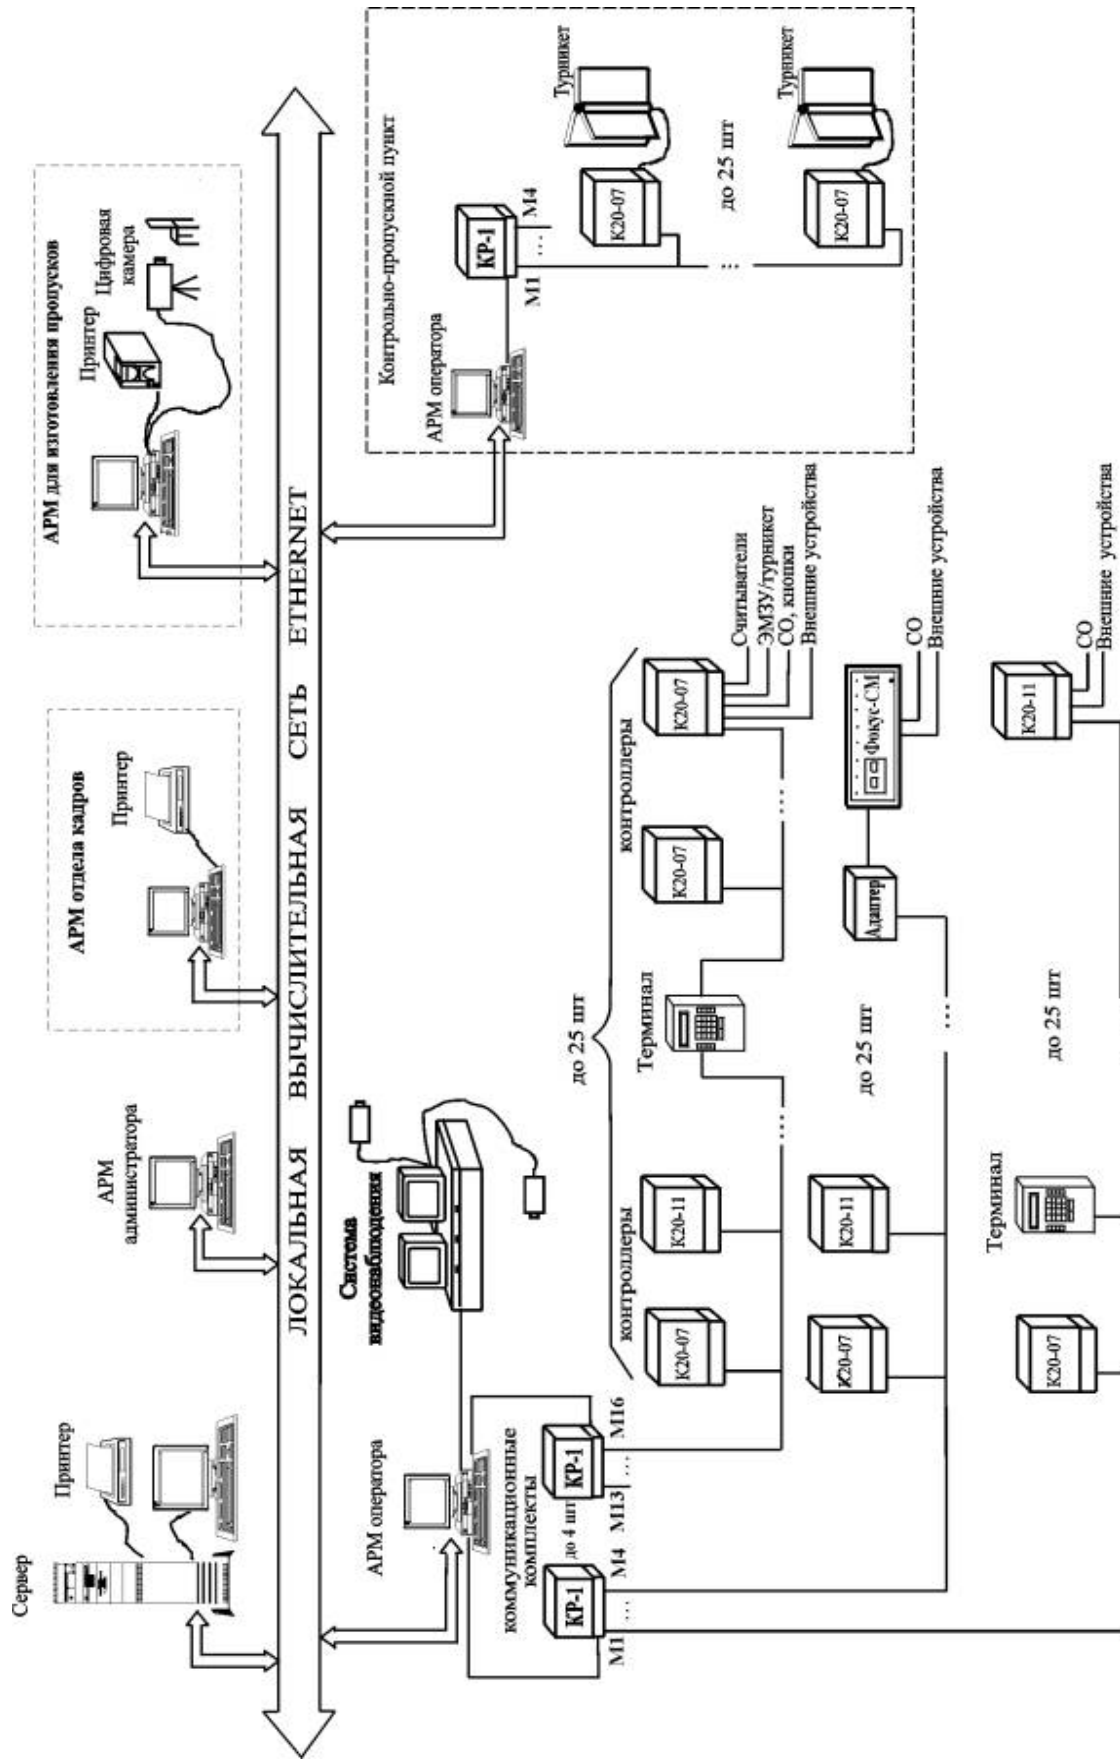 Сервер
Принтер
АРМ
администратора
АРМ отдела кадров
Принтер
АРМ для изготовления пропусков
Принтер
Цифровая
камера
ЛОКАЛЬНАЯ ВЫЧИСЛИТЕЛЬНАЯ СЕТЬ ETHERNET
АРМ оператора
Система
видеонаблюдения
АРМ оператора
Контрольно-пропускной пункт
КР-1
М1 ... М4
К20-07
Турникет
до 25 шт
К20-07
Турникет
...
коммуникационные
комплекты
КР-1
до 4 шт
КР-1
М1 ... М4
М13 ... М16
до 25 шт
контроллеры
контроллеры
К20-07
К20-11
Терминал
К20-07
К20-07
...
...
Считыватели
ЭМЗУ/турникет
СО, кнопки
Внешние устройства
К20-07
К20-11
до 25 шт
Адаптер
Фокус-СМ
...
СО
Внешние устройства
К20-07
Терминал
до 25 шт
К20-11
СО
Внешние устройства